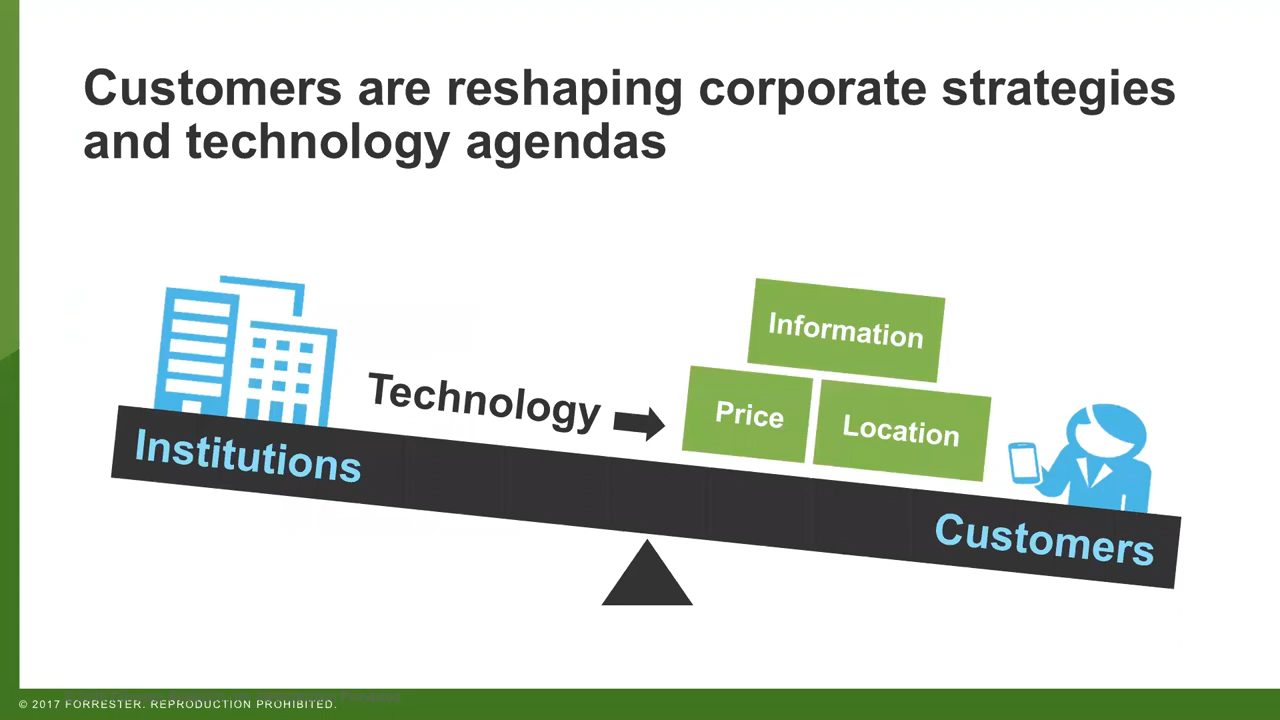 Customers are reshaping corporate strategies
and technology agendas
Information
Technology
Price
Location
Institutions
Customers
© 2017 FORRESTER. REPRODUCTION PROHIBITED.